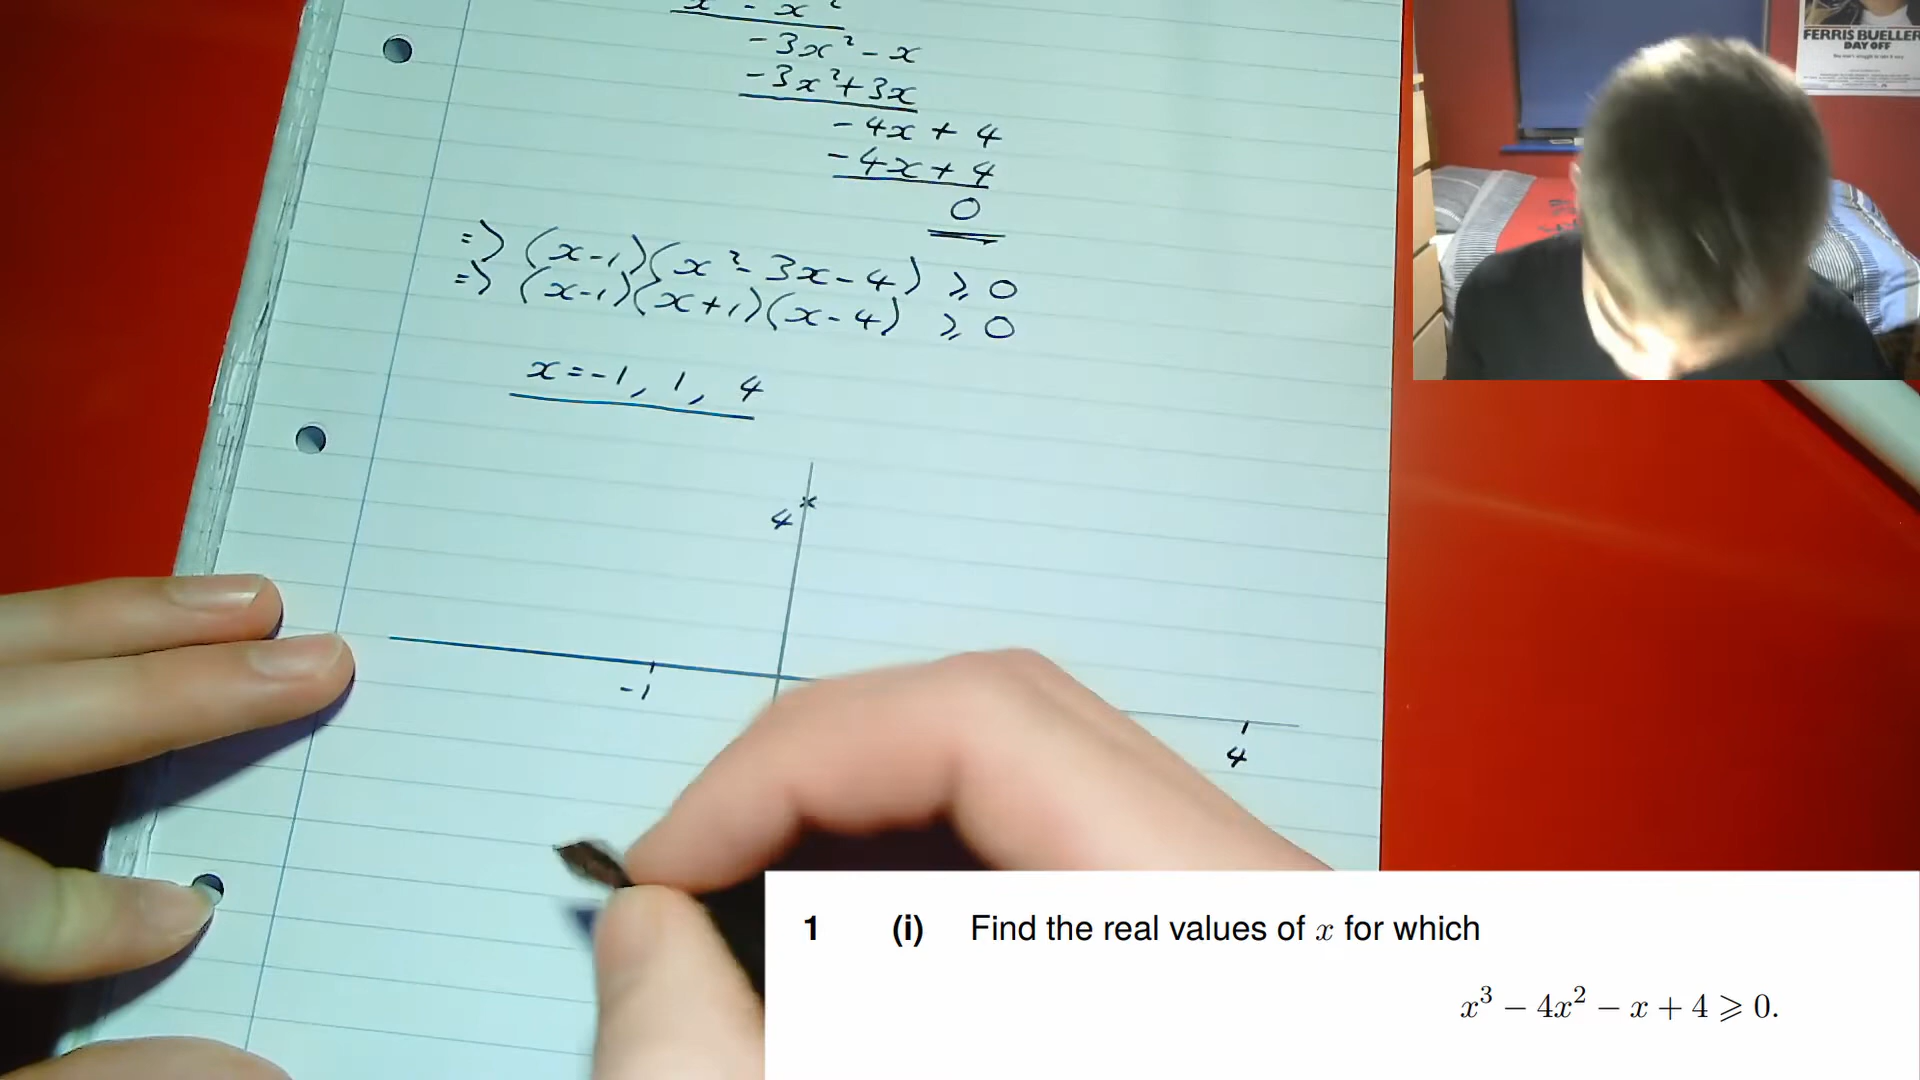 x³ - x²
-3x² - x
-3x² + 3x
-4x + 4
-4x + 4
0
=> (x-1)(x² - 3x - 4) ⩾ 0
=> (x-1)(x+1)(x-4) ⩾ 0
x = -1, 1, 4
4
-1
4
FERRIS BUELLER
DAY OFF
1 (i) Find the real values of x for which
x³ − 4x² − x + 4 ⩾ 0.